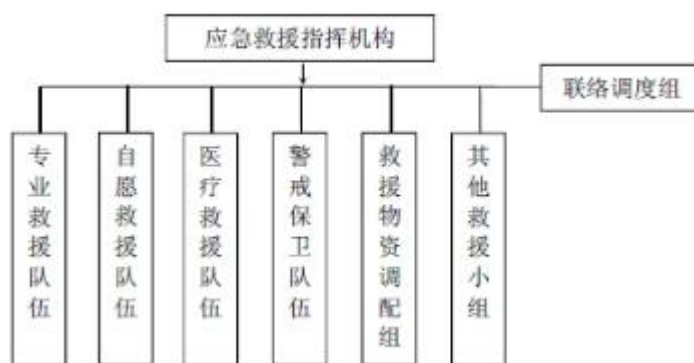 应急救援指挥机构
联络调度组
专业救援队伍
自愿救援队伍
医疗救援队伍
警戒保卫队伍
救援物资调配组
其他救援小组